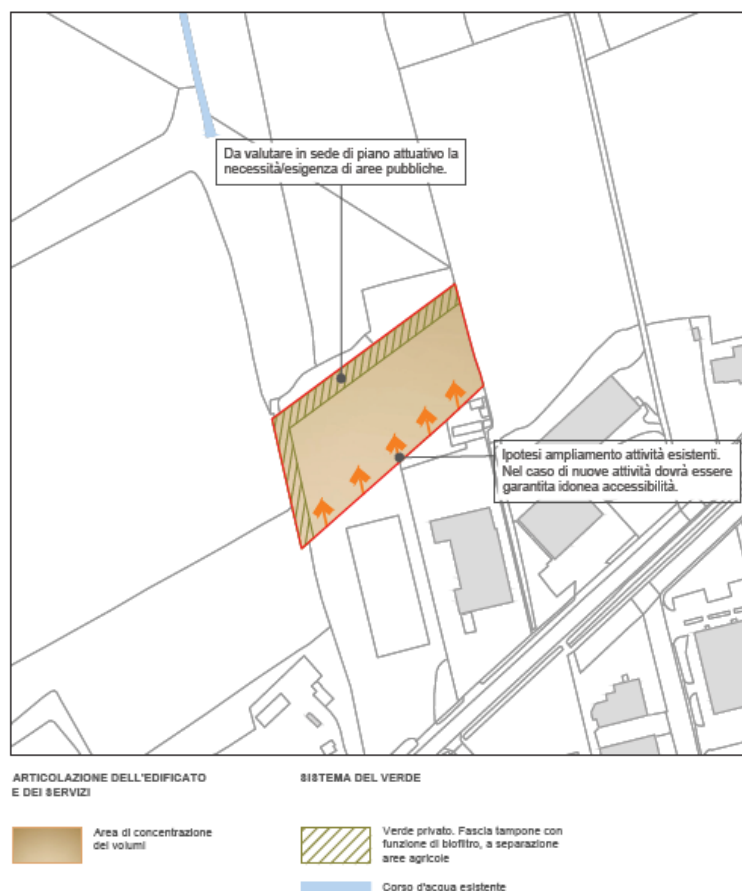 Da valutare in sede di piano attuativo la
necessità/esigenza di aree pubbliche.
Ipotesi ampliamento attività esistenti.
Nel caso di nuove attività dovrà essere
garantita idonea accessibilità.
ARTICOLAZIONE DELL'EDIFICATO
E DEI SERVIZI
SISTEMA DEL VERDE
Area di concentrazione
dei volumi
Verde privato. Fascia tampone con
funzione di biofiltro, a separazione
aree agricole
Corso d'acqua esistente